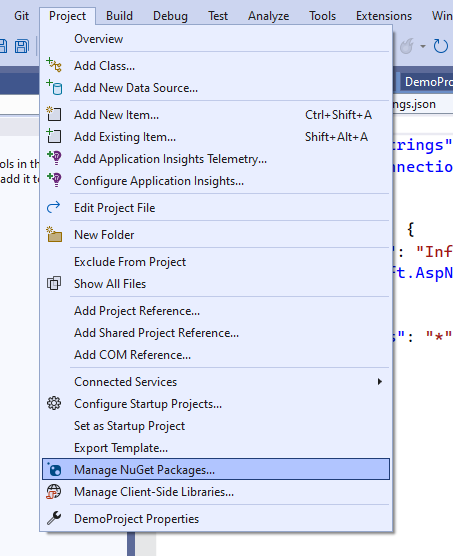 Git Project Build Debug Test Analyze Tools Extensions Win
Overview
Add Class...
Add New Data Source...
DemoPro
Add New Item... Ctrl+Shift+A
ngs.json
Add Existing Item... Shift+Alt+A
trings"
ols in th
Add Application Insights Telemetry...
nnectio
add it to
Configure Application Insights...
Edit Project File
New Folder
{
Exclude From Project
": "Inf
Show All Files
ft.AspN
Add Project Reference...
Add Shared Project Reference...
s": "*"
Add COM Reference...
Connected Services
Configure Startup Projects...
Set as Startup Project
Export Template...
Manage NuGet Packages...
Manage Client-Side Libraries...
DemoProject Properties